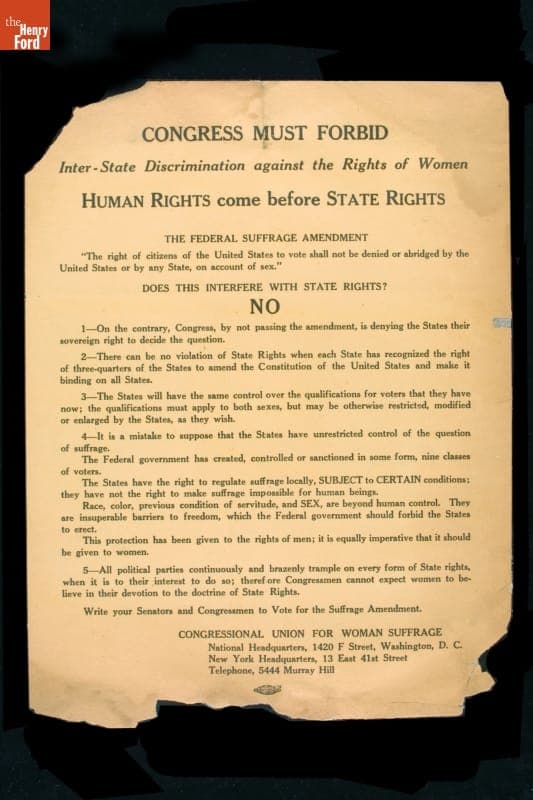 the
Henry
Ford
CONGRESS MUST FORBID
Inter-State Discrimination against the Rights of Women
HUMAN RIGHTS come before STATE RIGHTS
THE FEDERAL SUFFRAGE AMENDMENT
"The right of citizens of the United States to vote shall not be denied or abridged by the
United States or by any State, on account of sex."
DOES THIS INTERFERE WITH STATE RIGHTS?
NO
1—On the contrary, Congress, by not passing the amendment, is denying the States their
sovereign right to decide the question.
2—There can be no violation of State Rights when each State has recognized the right
of three-quarters of the States to amend the Constitution of the United States and make it
binding on all States.
3—The States will have the same control over the qualifications for voters that they have
now; the qualifications must apply to both sexes, but may be otherwise restricted, modified
or enlarged by the States, as they wish.
4—It is a mistake to suppose that the States have unrestricted control of the question
of suffrage.
The Federal government has created, controlled or sanctioned in some form, nine classes
of voters.
The States have the right to regulate suffrage locally, SUBJECT to CERTAIN conditions;
they have not the right to make suffrage impossible for human beings.
Race, color, previous condition of servitude, and SEX, are beyond human control. They
are insuperable barriers to freedom, which the Federal government should forbid the States
to erect.
This protection has been given to the rights of men; it is equally imperative that it should
be given to women.
5—All political parties continuously and brazenly trample on every form of State rights,
when it is to their interest to do so; therefore Congressmen cannot expect women to be-
lieve in their devotion to the doctrine of State Rights.
Write your Senators and Congressmen to Vote for the Suffrage Amendment.
CONGRESSIONAL UNION FOR WOMAN SUFFRAGE
National Headquarters, 1420 F Street, Washington, D. C.
New York Headquarters, 13 East 41st Street
Telephone, 5444 Murray Hill